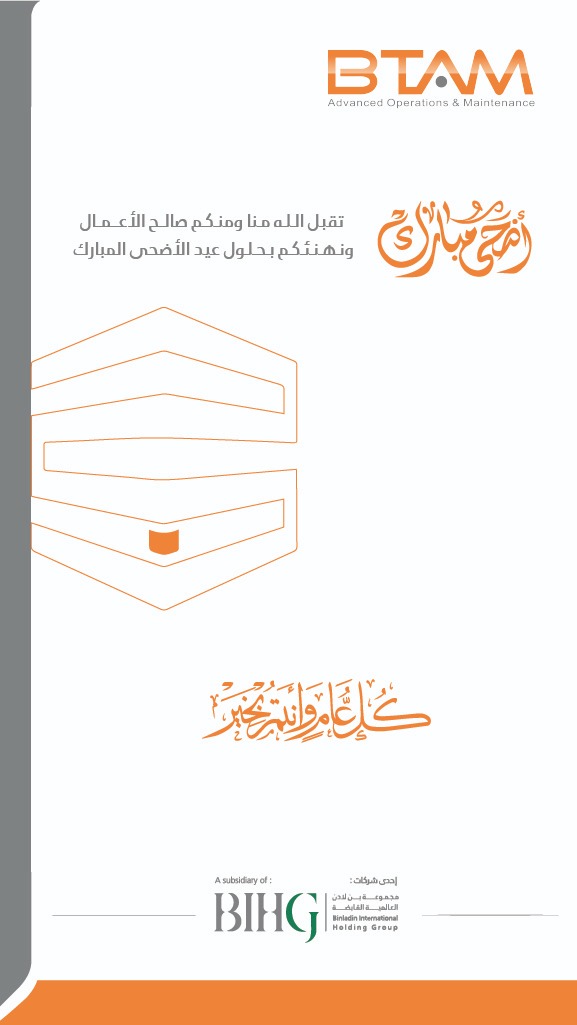 BTAM
Advanced Operations & Maintenance
أضحى مبارك
تقبل الله منا ومنكم صالح الأعمال
ونهنئكم بحلول عيد الأضحى المبارك
كل عام وأنتم بخير
A subsidiary of :
إحدى شركات :
BIHG
مجموعة بن لادن
العالمية القابضة
Binladin International
Holding Group